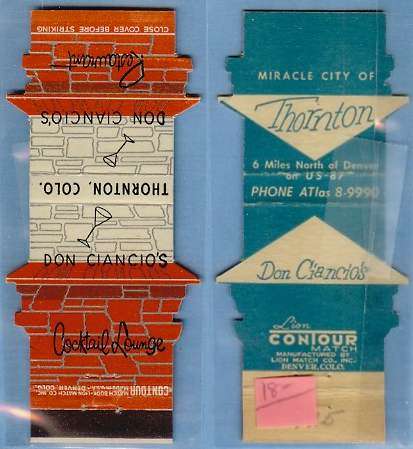 CLOSE COVER BEFORE STRIKING
Restaurant
DON CIANCIO'S
THORNTON, COLO.
DON CIANCIO'S
Cocktail Lounge
CONTOUR
MATCH BOOK-LION MATCH CO. INC.
DENVER, COLO.
MIRACLE CITY OF
Thornton
6 Miles North of Denver
on US-87
PHONE ATlas 8-9990
Don Ciancio's
Lion
CONTOUR
MATCH
MANUFACTURED BY
LION MATCH CO., INC.
DENVER, COLO.
18-